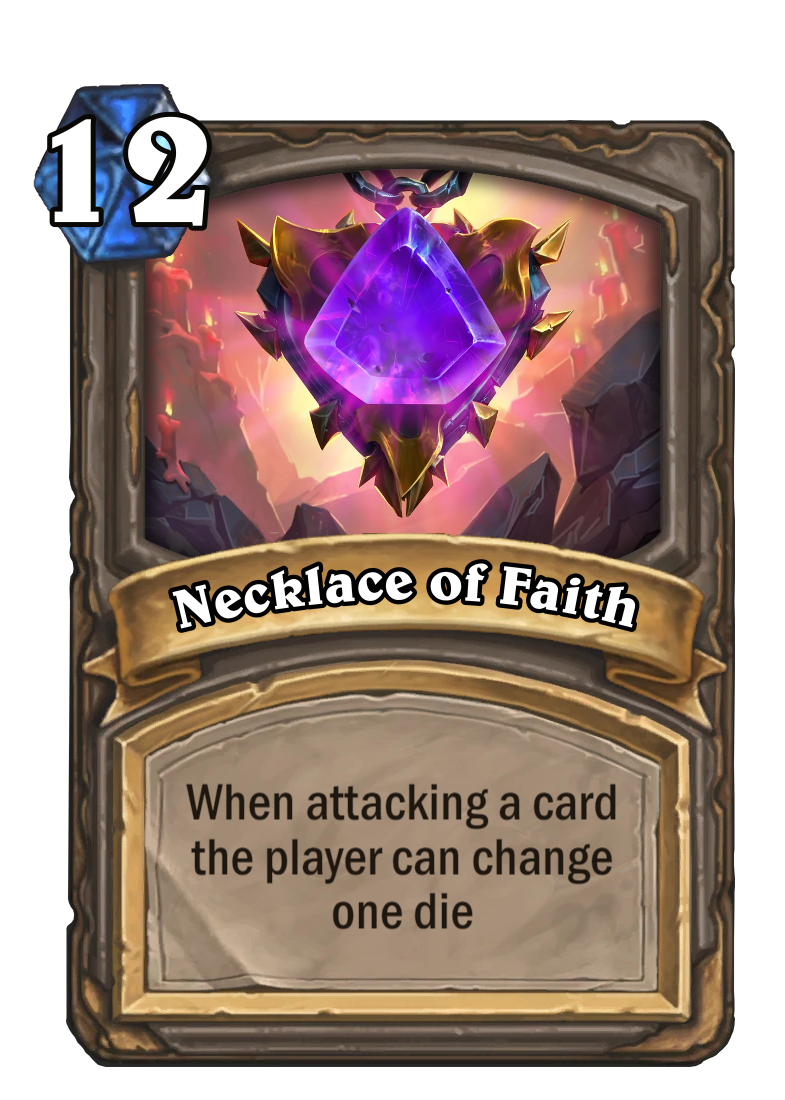 12
Necklace of Faith
When attacking a card
the player can change
one die